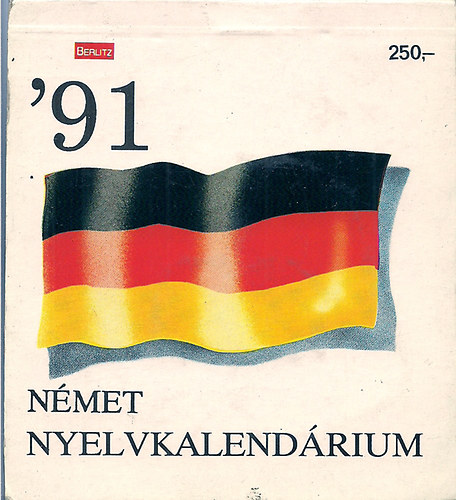 BERLITZ
250,-
'91
NÉMET
NYELVKALENDÁRIUM